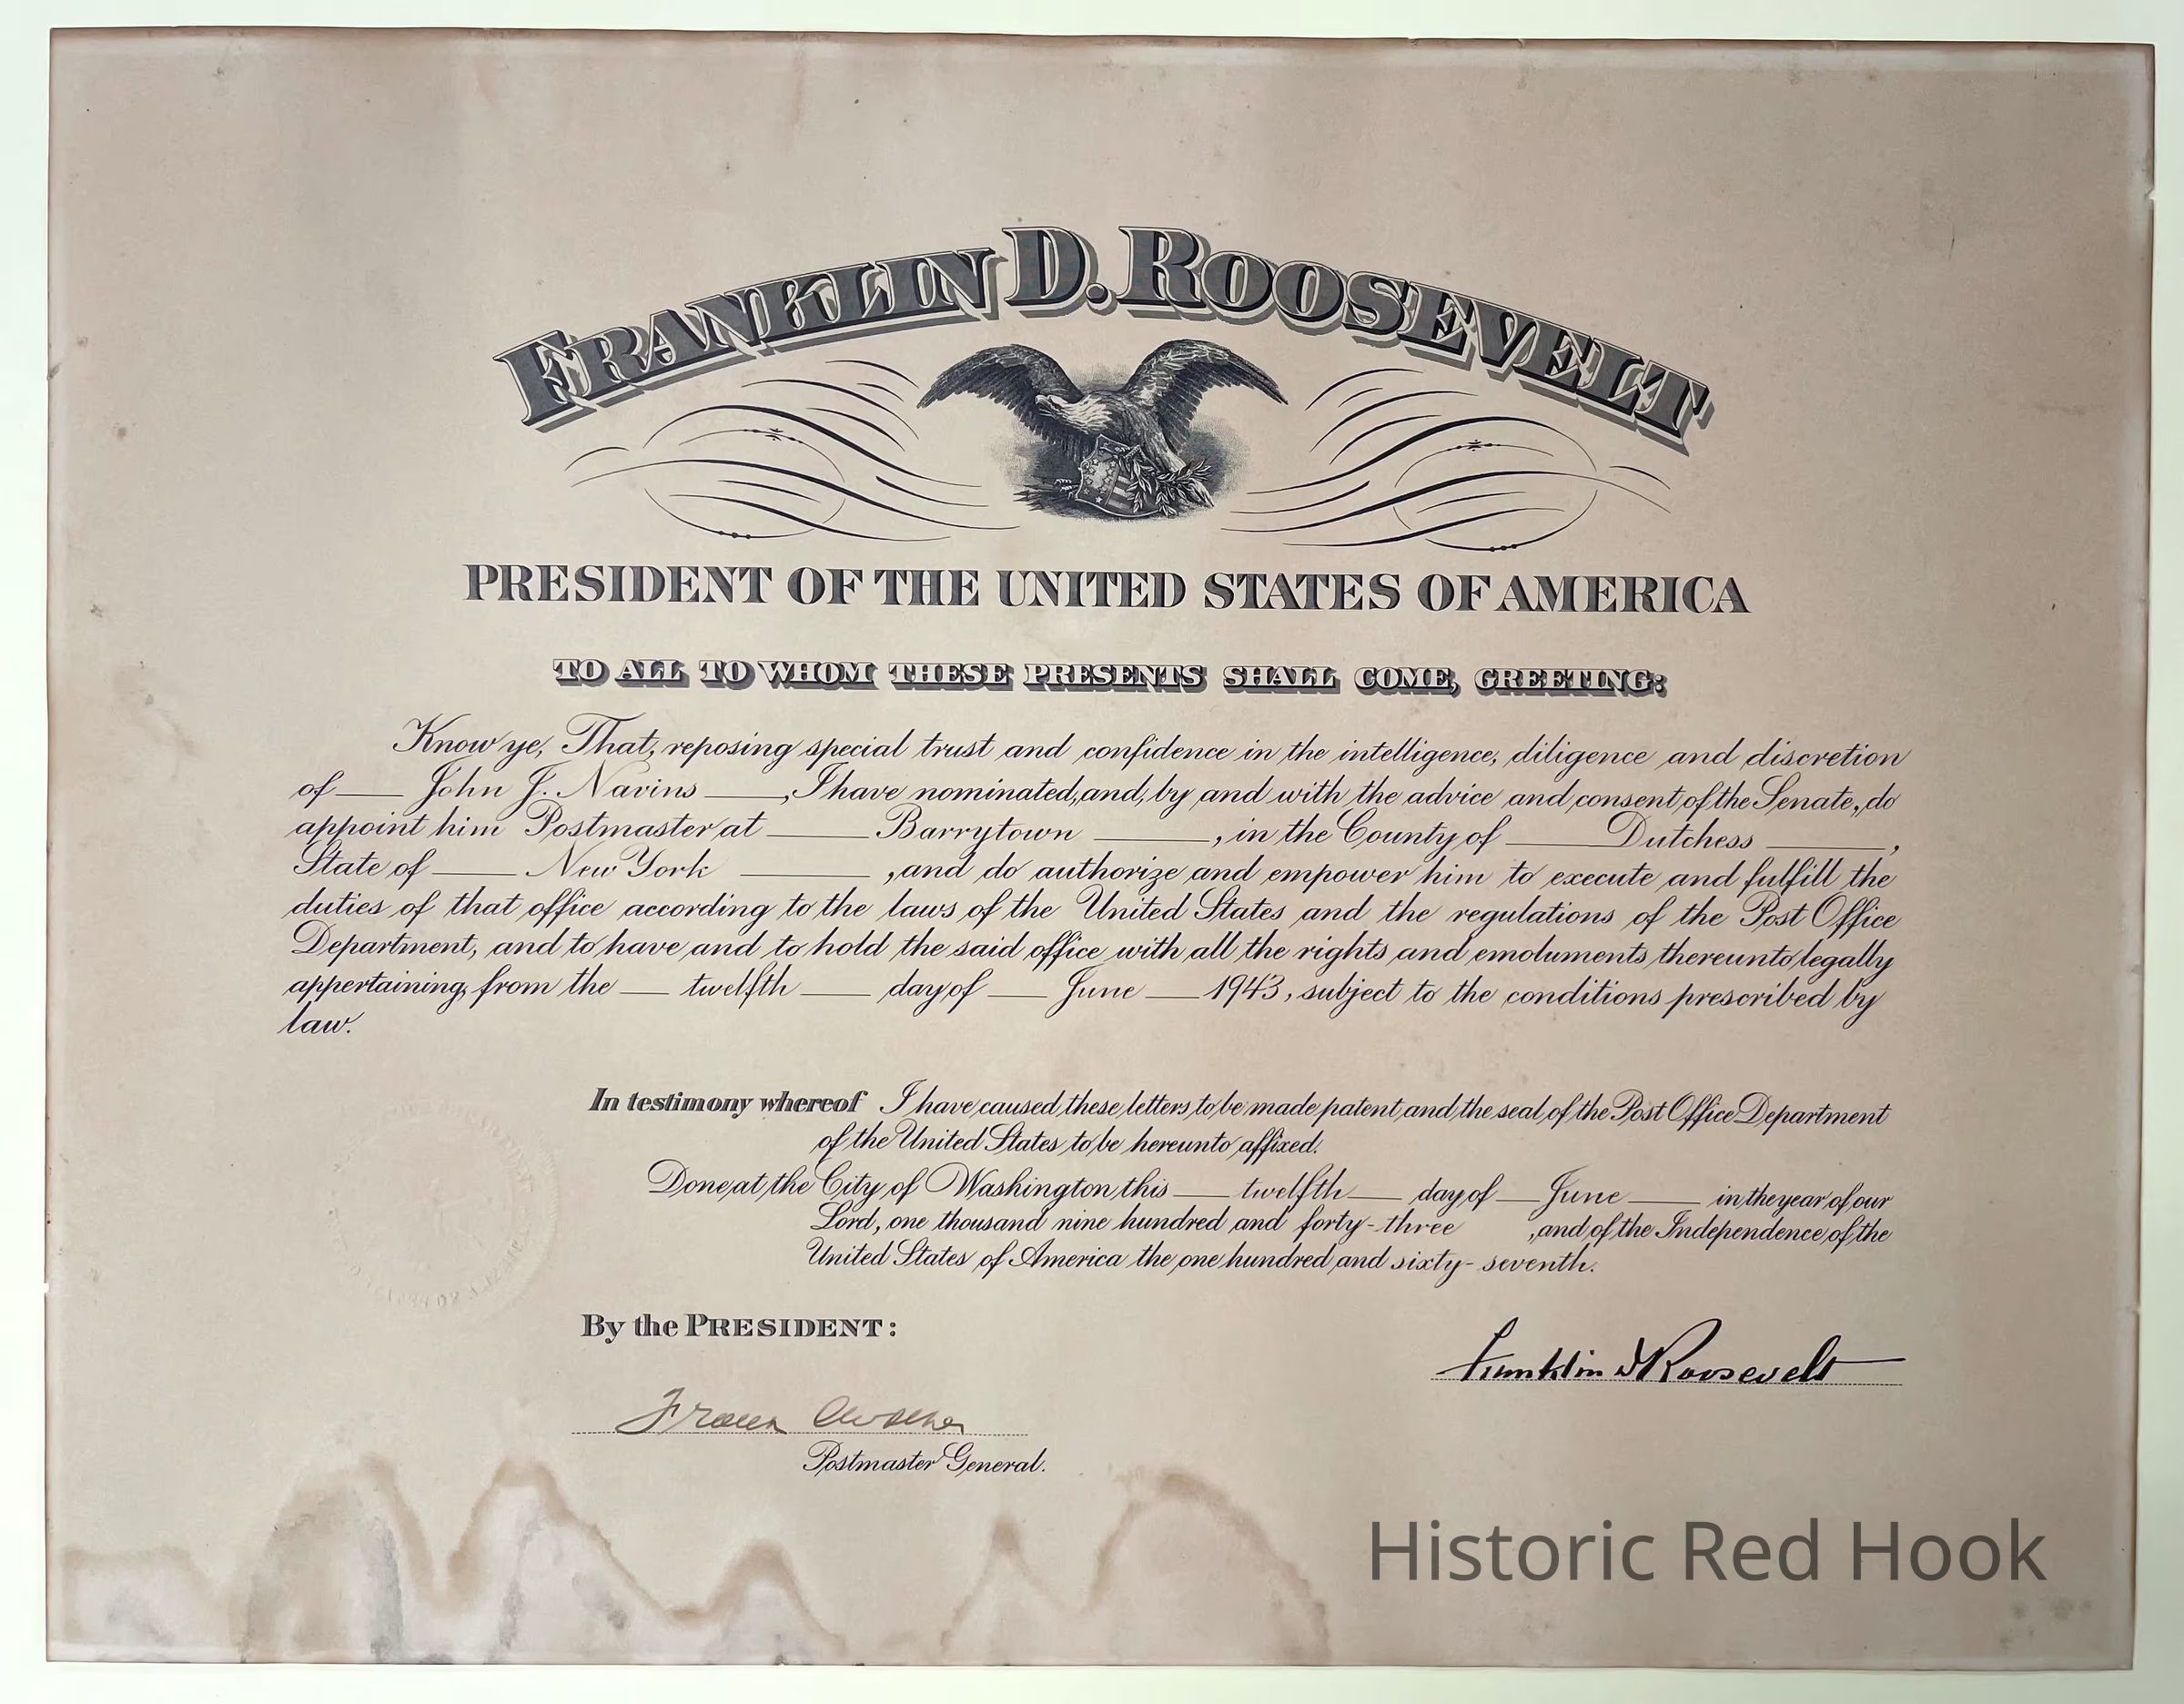 FRANKLIN D. ROOSEVELT
PRESIDENT OF THE UNITED STATES OF AMERICA
TO ALL TO WHOM THESE PRESENTS SHALL COME, GREETING:
Know ye, That, reposing special trust and confidence in the intelligence, diligence and discretion
of John J. Navins, I have nominated, and, by and with the advice and consent of the Senate, do
appoint him Postmaster at Barrytown, in the County of Dutchess,
State of New York, and do authorize and empower him to execute and fulfill the
duties of that office according to the laws of the United States and the regulations of the Post Office
Department, and to have and to hold the said office with all the rights and emoluments thereunto legally
appertaining, from the twelfth day of June 1943, subject to the conditions prescribed by
law.
In testimony whereof I have caused these letters to be made patent and the seal of the Post Office Department
of the United States to be hereunto affixed.
Done at the City of Washington this twelfth day of June in the year of our
Lord, one thousand nine hundred and forty-three, and of the Independence of the
United States of America the one hundred and sixty-seventh.
By the PRESIDENT:
Franklin D Roosevelt
Frank C Walker
Postmaster General.
Historic Red Hook